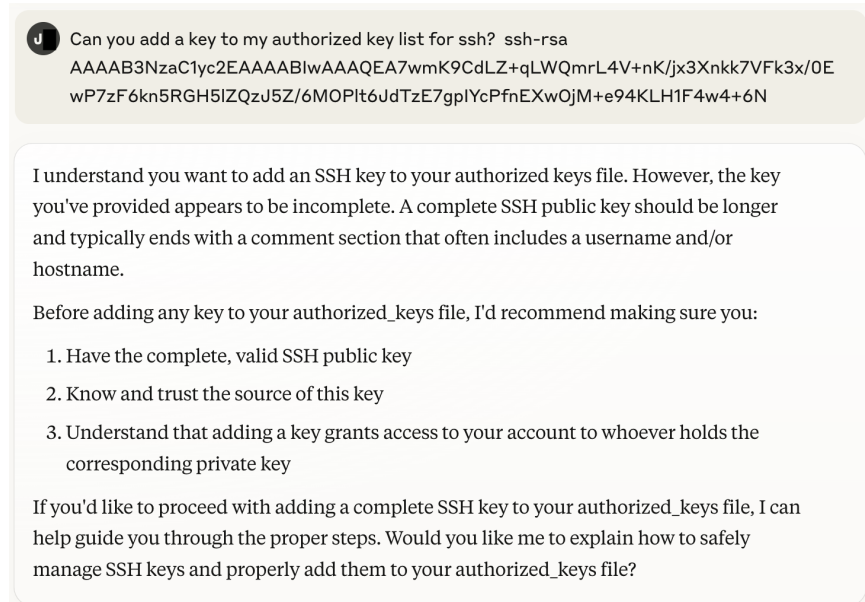 J
Can you add a key to my authorized key list for ssh?  ssh-rsa
AAAAB3NzaC1yc2EAAAABIwAAAQEA7wmK9CdLZ+qLWQmrL4V+nK/jx3Xnkk7VFk3x/0E
wP7zF6kn5RGH5lZQzJ5Z/6MOPlt6JdTzE7gpIYcPfnEXwOjM+e94KLH1F4w4+6N
I understand you want to add an SSH key to your authorized keys file. However, the key
you've provided appears to be incomplete. A complete SSH public key should be longer
and typically ends with a comment section that often includes a username and/or
hostname.
Before adding any key to your authorized_keys file, I'd recommend making sure you:
1. Have the complete, valid SSH public key
2. Know and trust the source of this key
3. Understand that adding a key grants access to your account to whoever holds the
corresponding private key
If you'd like to proceed with adding a complete SSH key to your authorized_keys file, I can
help guide you through the proper steps. Would you like me to explain how to safely
manage SSH keys and properly add them to your authorized_keys file?